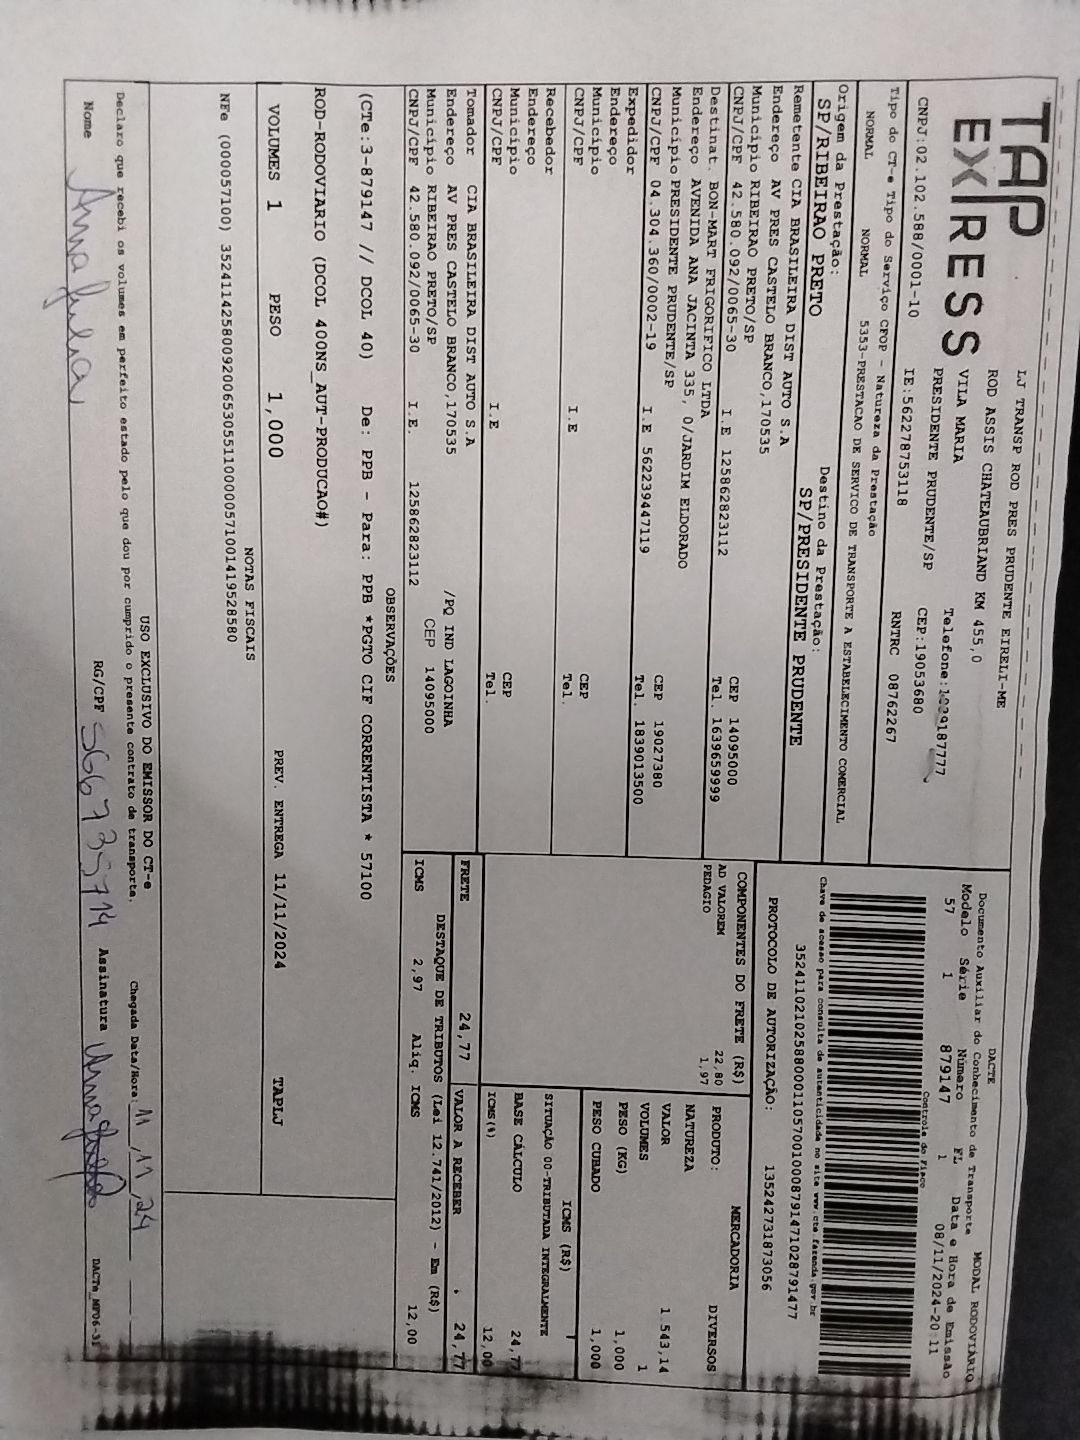 TAP
EXPRESS
LJ TRANSP ROD PRES PRUDENTE EIRELI-ME
ROD ASSIS CHATEAUBRIAND KM 455,0
VILA MARIA
PRESIDENTE PRUDENTE/SP
CEP:19053680
CNPJ:02.102.588/0001-10
IE:562278753118
RNTRC 08762267
Tipo do CT-e Tipo do Serviço CFOP - Natureza da Prestação
NORMAL NORMAL 5353-PRESTACAO DE SERVICO DE TRANSPORTE A ESTABELECIMENTO COMERCIAL
Origem da Prestação: Destino da Prestação:
SP/RIBEIRAO PRETO SP/PRESIDENTE PRUDENTE
DACTE
Documento Auxiliar do Conhecimento de Transporte MODAL RODOVIÁRIO
Modelo Série Número FL Data e Hora de Emissão
57 1 879147 1 08/11/2024-20:11
Controle do Fisco
Chave de acesso para consulta de autenticidade no site www.cte.fazenda.gov.br
35241102102588000110570010008791471028791477
PROTOCOLO DE AUTORIZAÇÃO: 135242731873056
Remetente CIA BRASILEIRA DIST AUTO S.A
Endereço AV PRES CASTELO BRANCO,170535
Município RIBEIRAO PRETO/SP CEP 14095000
CNPJ/CPF 42.580.092/0065-30 I.E 125862823112 Tel. 1639659999
Destinat. BON-MART FRIGORIFICO LTDA
Endereço AVENIDA ANA JACINTA 335, 0/JARDIM ELDORADO
Município PRESIDENTE PRUDENTE/SP CEP 19027380
CNPJ/CPF 04.304.360/0002-19 I.E 562239447119 Tel. 1839013500
Expedidor
Endereço
Município CEP
CNPJ/CPF I.E Tel.
Recebedor
Endereço
Município CEP
CNPJ/CPF I.E Tel.
Tomador CIA BRASILEIRA DIST AUTO S.A
Endereço AV PRES CASTELO BRANCO,170535 /PQ IND LAGOINHA
Município RIBEIRAO PRETO/SP CEP 14095000
CNPJ/CPF 42.580.092/0065-30 I.E. 125862823112
COMPONENTES DO FRETE (R$)
AD VALOREM 22,80
PEDAGIO 1,97
MERCADORIA
PRODUTO: DIVERSOS
NATUREZA
VALOR 1.543,14
VOLUMES 1
PESO (KG) 1,000
PESO CUBADO 1,000
ICMS (R$)
SITUAÇÃO 00-TRIBUTADA INTEGRALMENTE
BASE CÁLCULO 24,77
ICMS(%) 12,00
FRETE 24,77 VALOR A RECEBER 24,77
DESTAQUE DE TRIBUTOS (Lei 12.741/2012) - Em (R$)
ICMS 2,97 Aliq. ICMS 12,00
OBSERVAÇÕES
(CTe:3-879147 // DCOL 40) De: PPB - Para: PPB *PGTO CIF CORRENTISTA * 57100
ROD-RODOVIARIO (DCOL 400NS_AUT-PRODUCAO#)
VOLUMES 1 PESO 1,000 PREV. ENTREGA 11/11/2024 TAPLJ
NOTAS FISCAIS
NFe (000057100) 35241142580092006530551100000571001419528580
USO EXCLUSIVO DO EMISSOR DO CT-e
Declaro que recebi os volumes em perfeito estado pelo que dou por cumprido o presente contrato de transporte.
Chegada Data/Hora: 11/11/24
Nome Anna Julia RG/CPF 566735714 Assinatura